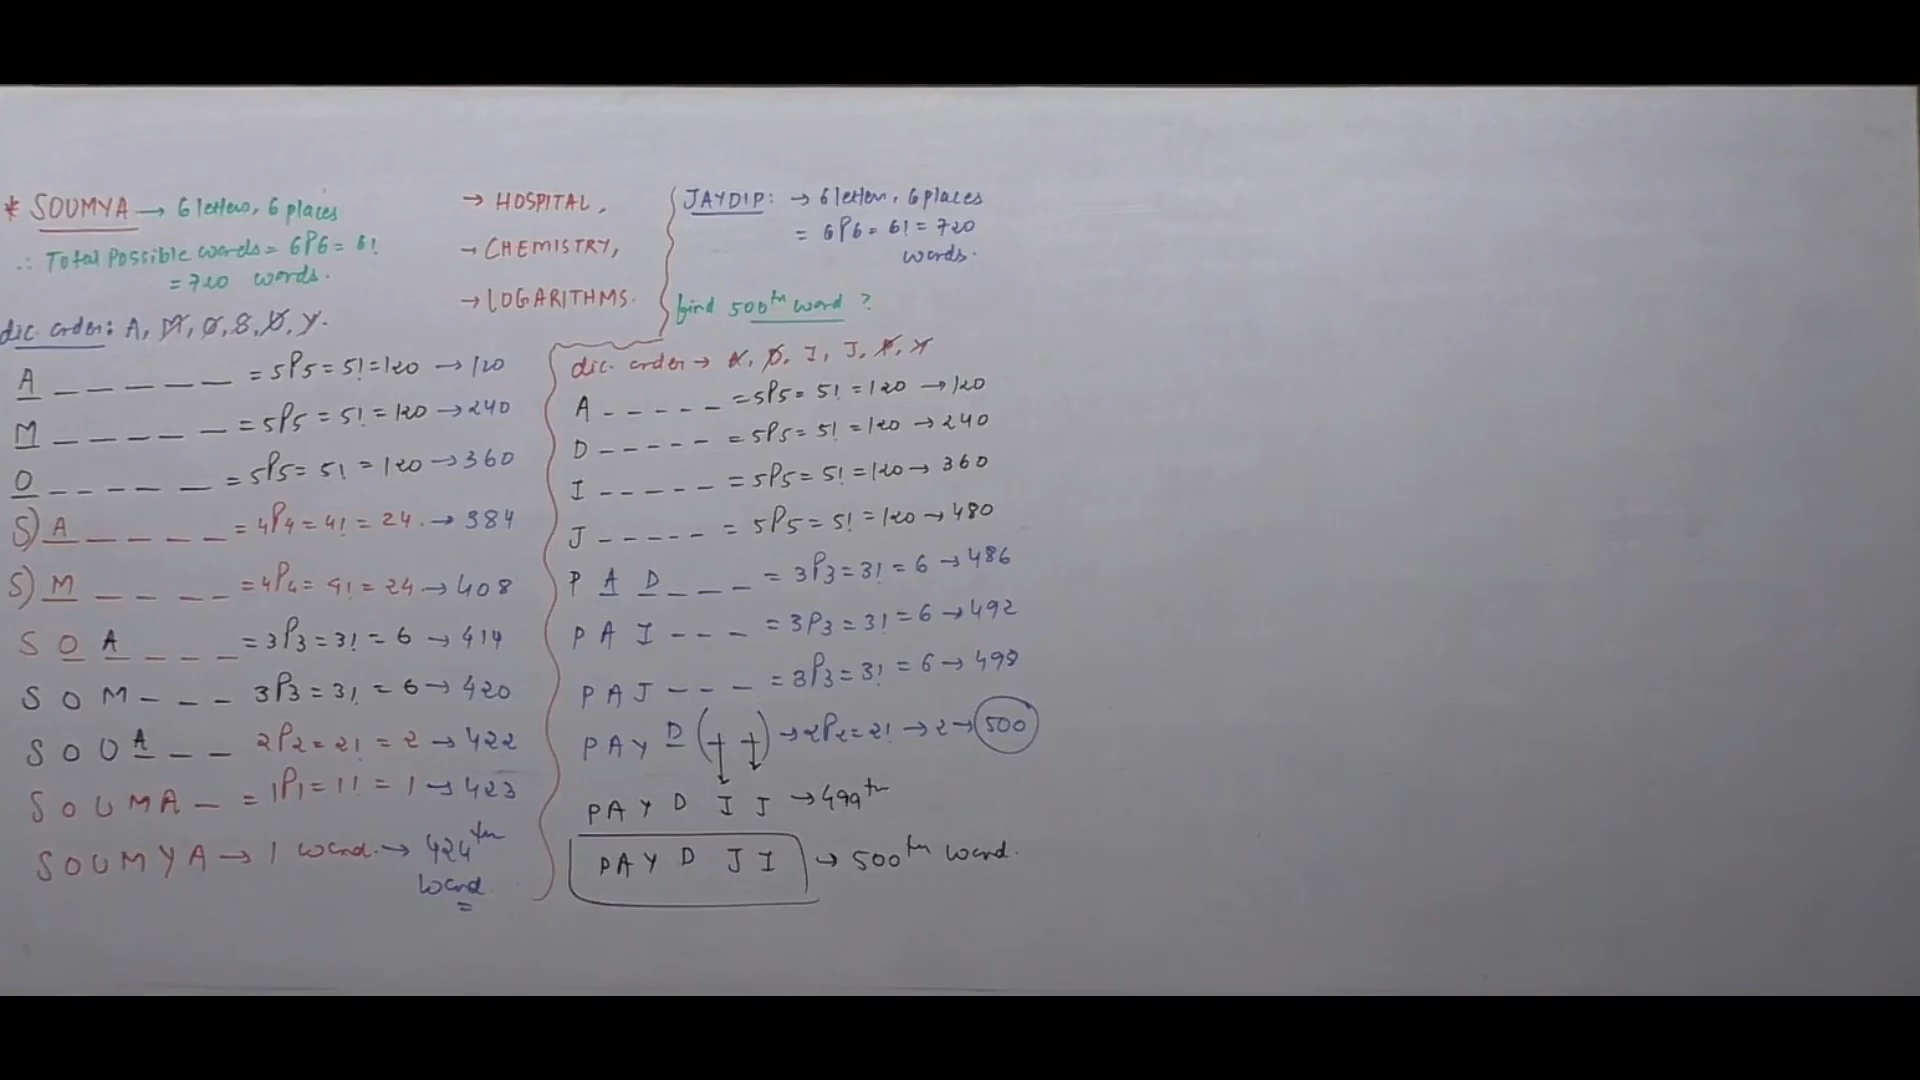 * SOUMYA → 6 letters, 6 places
∴ Total Possible words = 6P6 = 6!
= 720 words.
dic. order: A, M, O, S, U, Y.
A _ _ _ _ _ = 5P5 = 5! = 120 → 120
M _ _ _ _ _ = 5P5 = 5! = 120 → 240
O _ _ _ _ _ = 5P5 = 5! = 120 → 360
S) A _ _ _ _ = 4P4 = 4! = 24 → 384
S) M _ _ _ _ = 4P4 = 4! = 24 → 408
S O A _ _ _ = 3P3 = 3! = 6 → 414
S O M - - - 3P3 = 3! = 6 → 420
S O U A _ _ 2P2 = 2! = 2 → 422
S O U M A _ = 1P1 = 1! = 1 → 423
S O U M Y A → 1 word. → 424th
word
=
→ HOSPITAL,
→ CHEMISTRY,
→ LOGARITHMS.
JAYDIP: → 6 letters, 6 places
= 6P6 = 6! = 720
words.
find 500th word ?
dic. order → A, D, I, J, P, Y
A - - - - - = 5P5 = 5! = 120 → 120
D - - - - - = 5P5 = 5! = 120 → 240
I - - - - - = 5P5 = 5! = 120 → 360
J - - - - - = 5P5 = 5! = 120 → 480
P A D _ _ _ = 3P3 = 3! = 6 → 486
P A I - - - = 3P3 = 3! = 6 → 492
P A J - - - = 3P3 = 3! = 6 → 498
P A Y D ( ) → 2P2 = 2! → 2 → 500
P A Y D I J → 499th
P A Y D J I → 500th word.